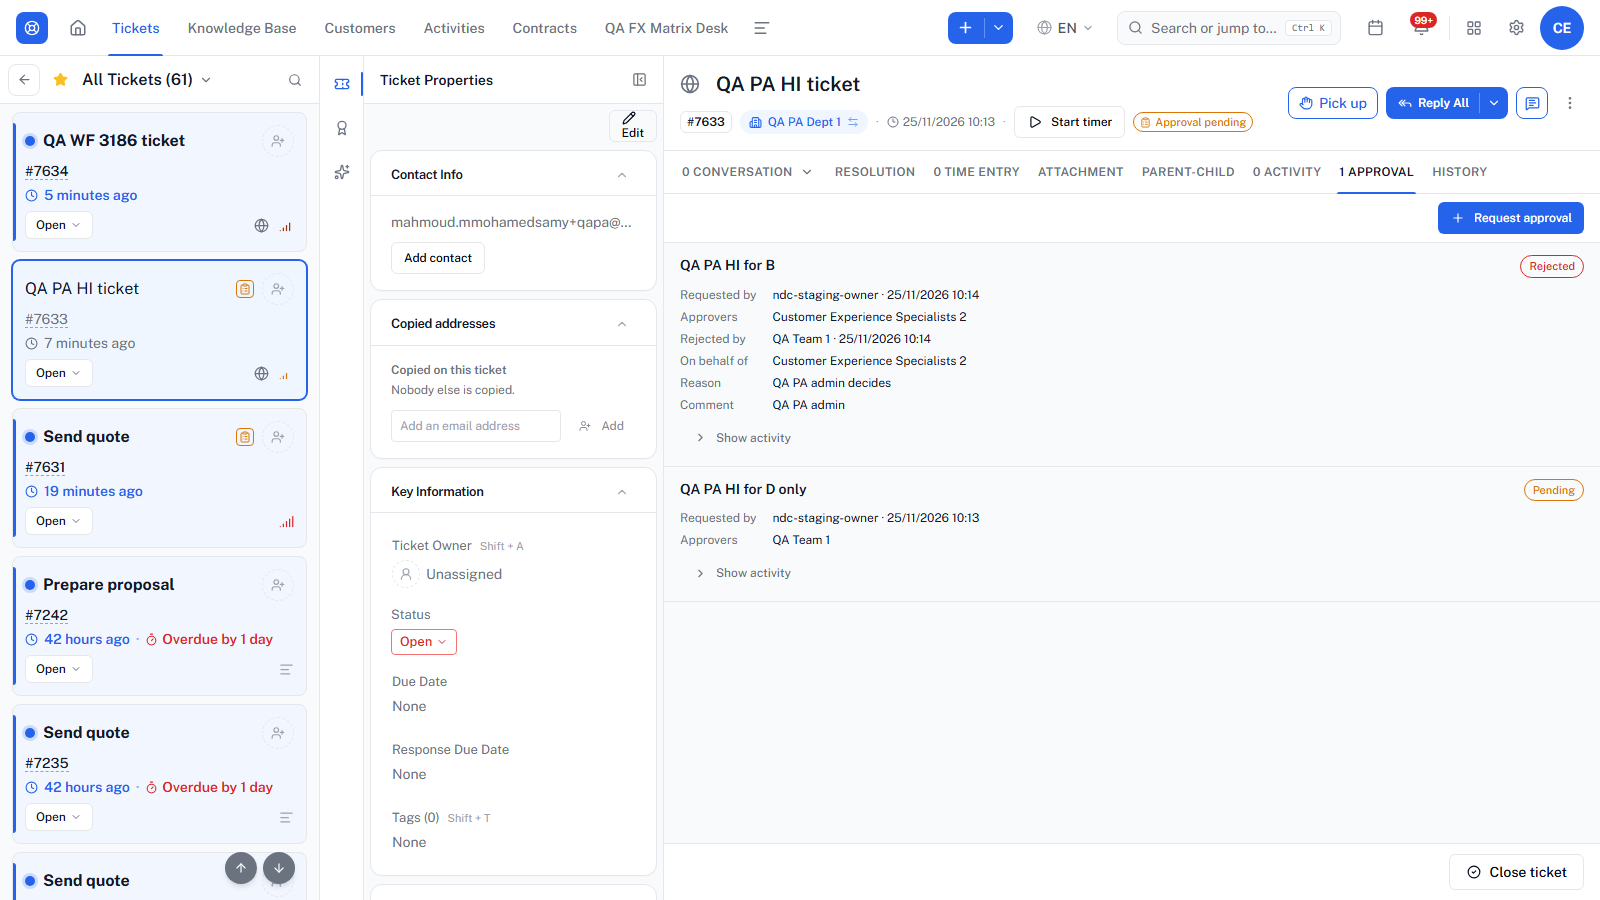 Tickets
Knowledge Base
Customers
Activities
Contracts
QA FX Matrix Desk
EN
Search or jump to...
Ctrl K
99+
CE
All Tickets (61)
QA WF 3186 ticket
#7634
5 minutes ago
Open
QA PA HI ticket
#7633
7 minutes ago
Open
Send quote
#7631
19 minutes ago
Open
Prepare proposal
#7242
42 hours ago · Overdue by 1 day
Open
Send quote
#7235
42 hours ago · Overdue by 1 day
Open
Send quote
Ticket Properties
Edit
Contact Info
mahmoud.mmohamedsamy+qapa@...
Add contact
Copied addresses
Copied on this ticket
Nobody else is copied.
Add an email address
Add
Key Information
Ticket Owner Shift + A
Unassigned
Status
Open
Due Date
None
Response Due Date
None
Tags (0) Shift + T
None
QA PA HI ticket
#7633
QA PA Dept 1
· 25/11/2026 10:13 ·
Start timer
Approval pending
Pick up
Reply All
0 CONVERSATION
RESOLUTION
0 TIME ENTRY
ATTACHMENT
PARENT-CHILD
0 ACTIVITY
1 APPROVAL
HISTORY
Request approval
QA PA HI for B
Rejected
Requested by ndc-staging-owner · 25/11/2026 10:14
Approvers Customer Experience Specialists 2
Rejected by QA Team 1 · 25/11/2026 10:14
On behalf of Customer Experience Specialists 2
Reason QA PA admin decides
Comment QA PA admin
Show activity
QA PA HI for D only
Pending
Requested by ndc-staging-owner · 25/11/2026 10:13
Approvers QA Team 1
Show activity
Close ticket